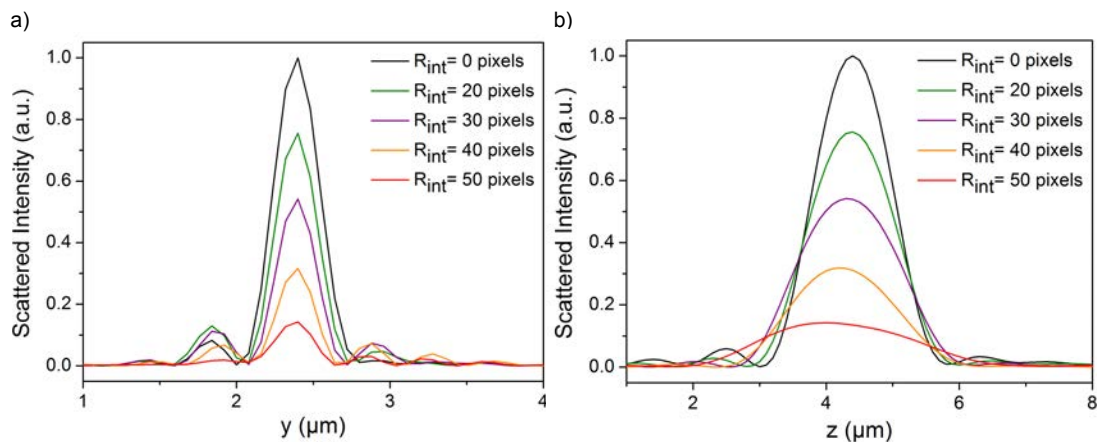 a)
Scattered Intensity (a.u.)
1.0
0.8
0.6
0.4
0.2
0.0
R_int= 0 pixels
R_int= 20 pixels
R_int= 30 pixels
R_int= 40 pixels
R_int= 50 pixels
1 2 3 4
y (µm)
b)
Scattered Intensity (a.u.)
1.0
0.8
0.6
0.4
0.2
0.0
R_int= 0 pixels
R_int= 20 pixels
R_int= 30 pixels
R_int= 40 pixels
R_int= 50 pixels
2 4 6 8
z (µm)